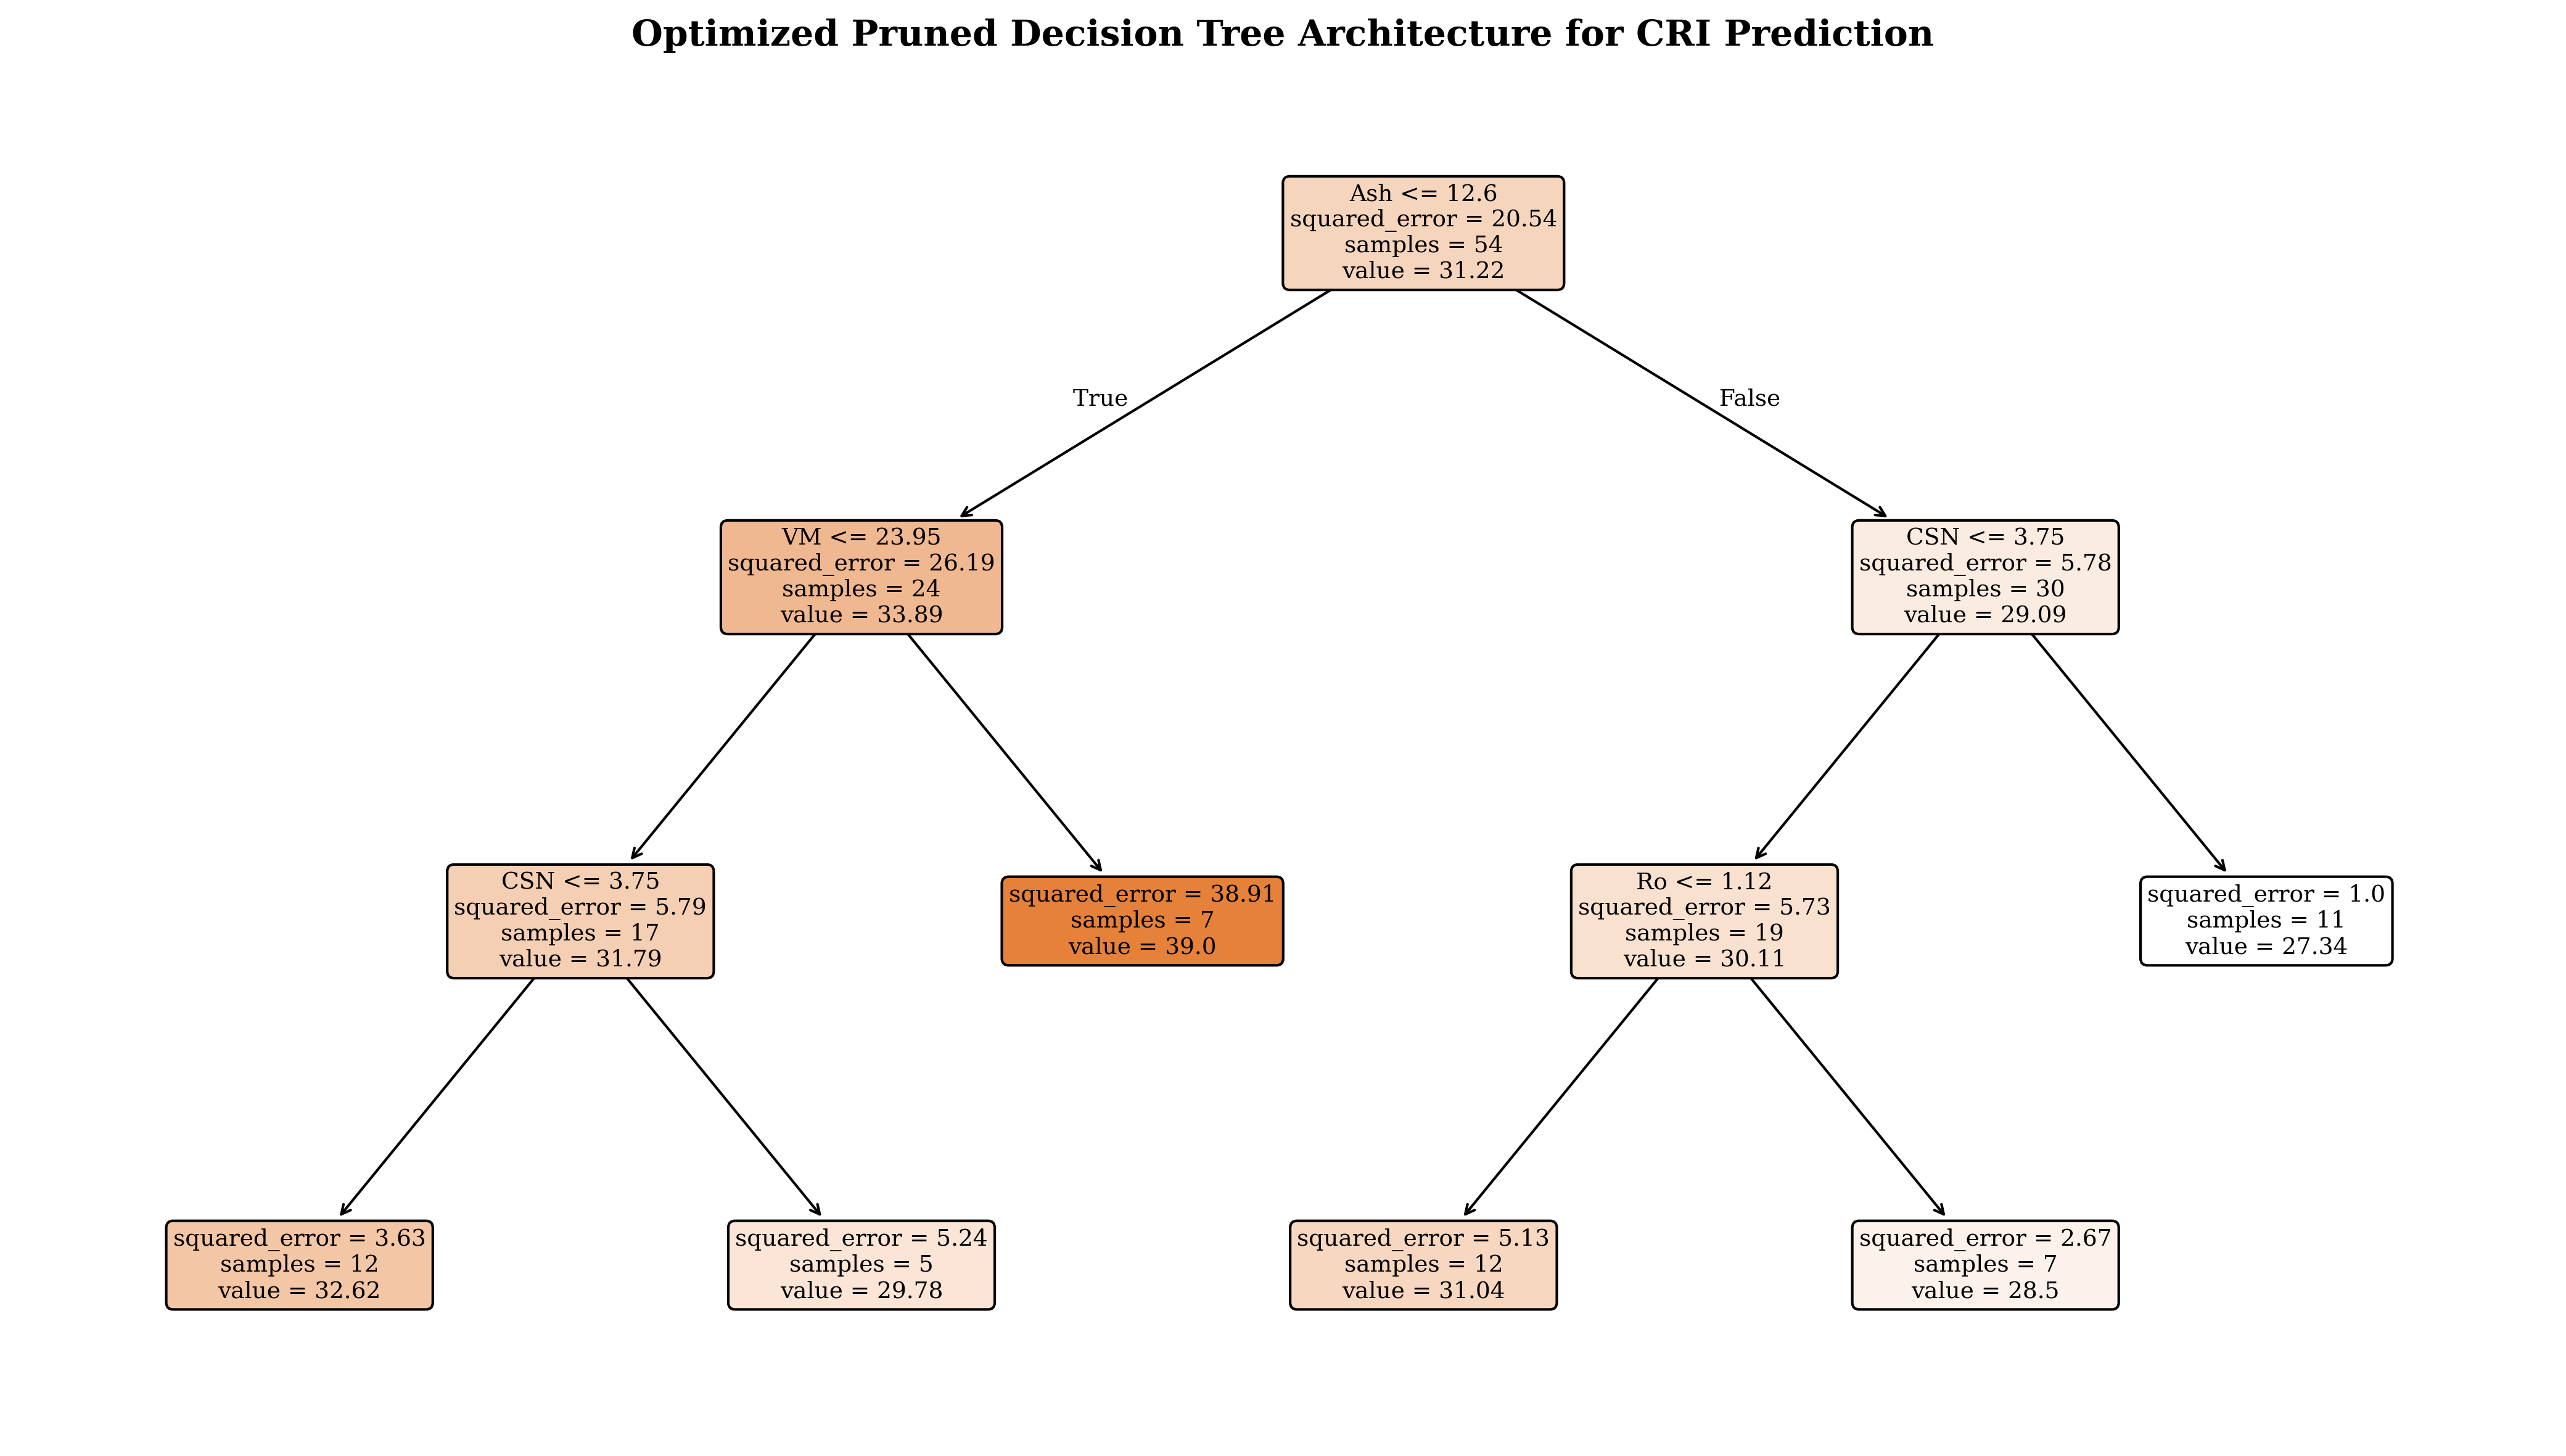 Optimized Pruned Decision Tree Architecture for CRI Prediction
Ash <= 12.6
squared_error = 20.54
samples = 54
value = 31.22
True
False
VM <= 23.95
squared_error = 26.19
samples = 24
value = 33.89
CSN <= 3.75
squared_error = 5.78
samples = 30
value = 29.09
CSN <= 3.75
squared_error = 5.79
samples = 17
value = 31.79
squared_error = 38.91
samples = 7
value = 39.0
Ro <= 1.12
squared_error = 5.73
samples = 19
value = 30.11
squared_error = 1.0
samples = 11
value = 27.34
squared_error = 3.63
samples = 12
value = 32.62
squared_error = 5.24
samples = 5
value = 29.78
squared_error = 5.13
samples = 12
value = 31.04
squared_error = 2.67
samples = 7
value = 28.5